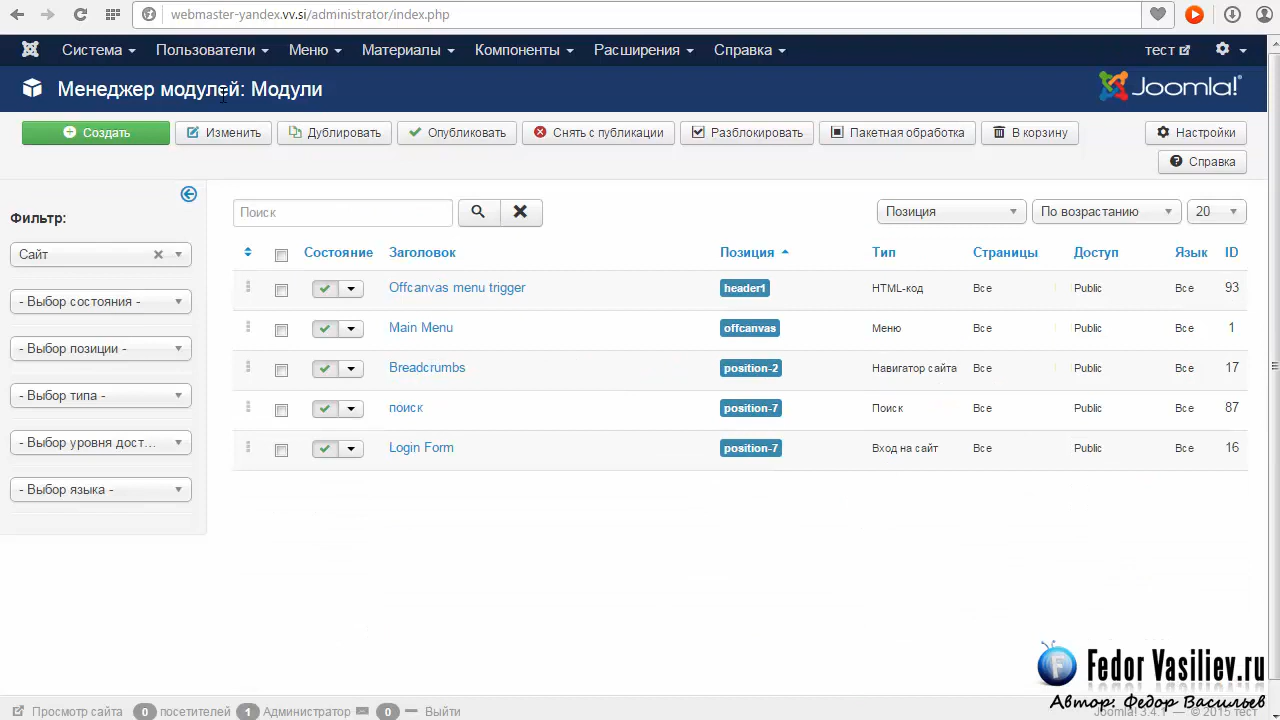 webmaster-yandex.vv.si/administrator/index.php
Система Пользователи Меню Материалы Компоненты Расширения Справка тест
Менеджер модулей: Модули Joomla!
Создать Изменить Дублировать Опубликовать Снять с публикации Разблокировать Пакетная обработка В корзину Настройки
Справка
Фильтр:
Поиск Позиция По возрастанию 20
Сайт
- Выбор состояния -
- Выбор позиции -
- Выбор типа -
- Выбор уровня дост...
- Выбор языка -
Состояние Заголовок Позиция Тип Страницы Доступ Язык ID
Offcanvas menu trigger header1 HTML-код Все Public Все 93
Main Menu offcanvas Меню Все Public Все 1
Breadcrumbs position-2 Навигатор сайта Все Public Все 17
поиск position-7 Поиск Все Public Все 87
Login Form position-7 Вход на сайт Все Public Все 16
Fedor Vasiliev.ru
Автор: Федор Васильев
Просмотр сайта 0 посетителей 1 Администратор 0 Выйти Joomla! 3.4.1 — © 2015 тест